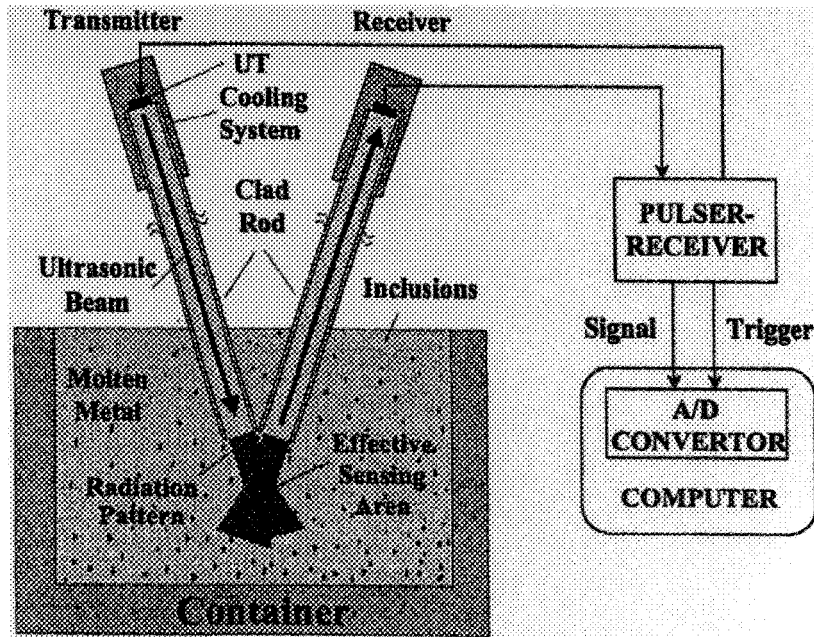 Transmitter
Receiver
UT
Cooling
System
Clad
Rod
Ultrasonic
Beam
Inclusions
PULSER-
RECEIVER
Signal
Trigger
Molten
Metal
A/D
CONVERTOR
COMPUTER
Effective
Sensing
Area
Radiation
Pattern
Container